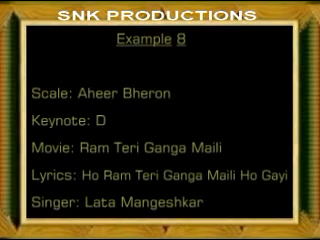 SNK PRODUCTIONS
Example 8
Scale: Aheer Bheron
Keynote: D
Movie: Ram Teri Ganga Maili
Lyrics: Ho Ram Teri Ganga Maili Ho Gayi
Singer: Lata Mangeshkar